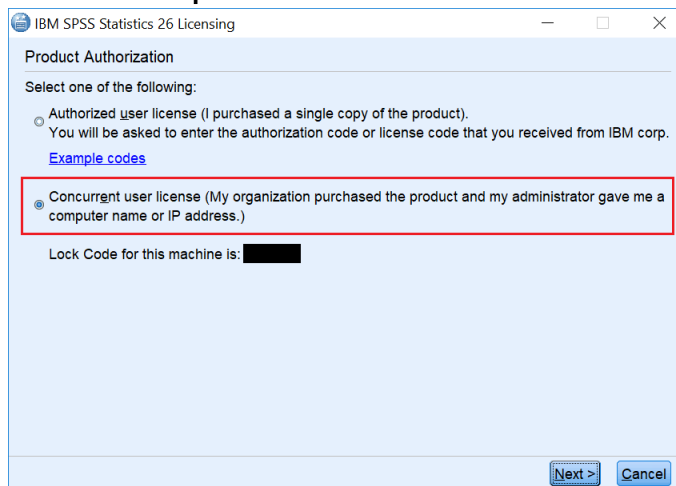 IBM SPSS Statistics 26 Licensing
Product Authorization
Select one of the following:
Authorized user license (I purchased a single copy of the product).
You will be asked to enter the authorization code or license code that you received from IBM corp.
Example codes
Concurrent user license (My organization purchased the product and my administrator gave me a
computer name or IP address.)
Lock Code for this machine is:
Next >
Cancel